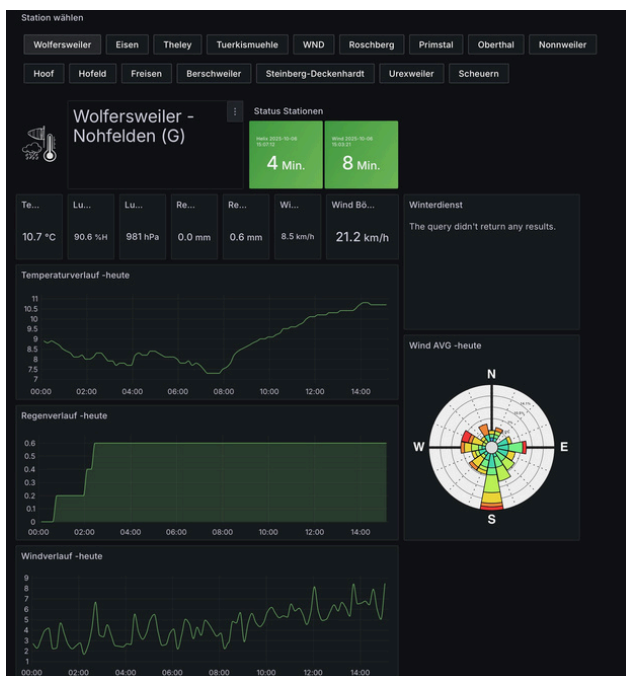 Station wählen
Wolfersweiler Eisen Theley Tuerkismuehle WND Roschberg Primstal Oberthal Nonnweiler
Hoof Hofeld Freisen Berschweiler Steinberg-Deckenhardt Urexweiler Scheuern
Wolfersweiler -
Nohfelden (G)
Status Stationen
4 Min.
8 Min.
Te... Lu... Lu... Re... Re... Wi... Wind Bö...
10.7 °C 90.6 %H 981 hPa 0.0 mm 0.6 mm 8.5 km/h 21.2 km/h
Winterdienst
The query didn't return any results.
Temperaturverlauf -heute
11
10.5
10
9.5
9
8.5
8
7.5
7
00:00 02:00 04:00 06:00 08:00 10:00 12:00 14:00
Wind AVG -heute
N
W E
S
Regenverlauf -heute
0.6
0.5
0.4
0.3
0.2
0.1
0
00:00 02:00 04:00 06:00 08:00 10:00 12:00 14:00
Windverlauf -heute
9
8
7
6
5
4
3
2
1
00:00 02:00 04:00 06:00 08:00 10:00 12:00 14:00